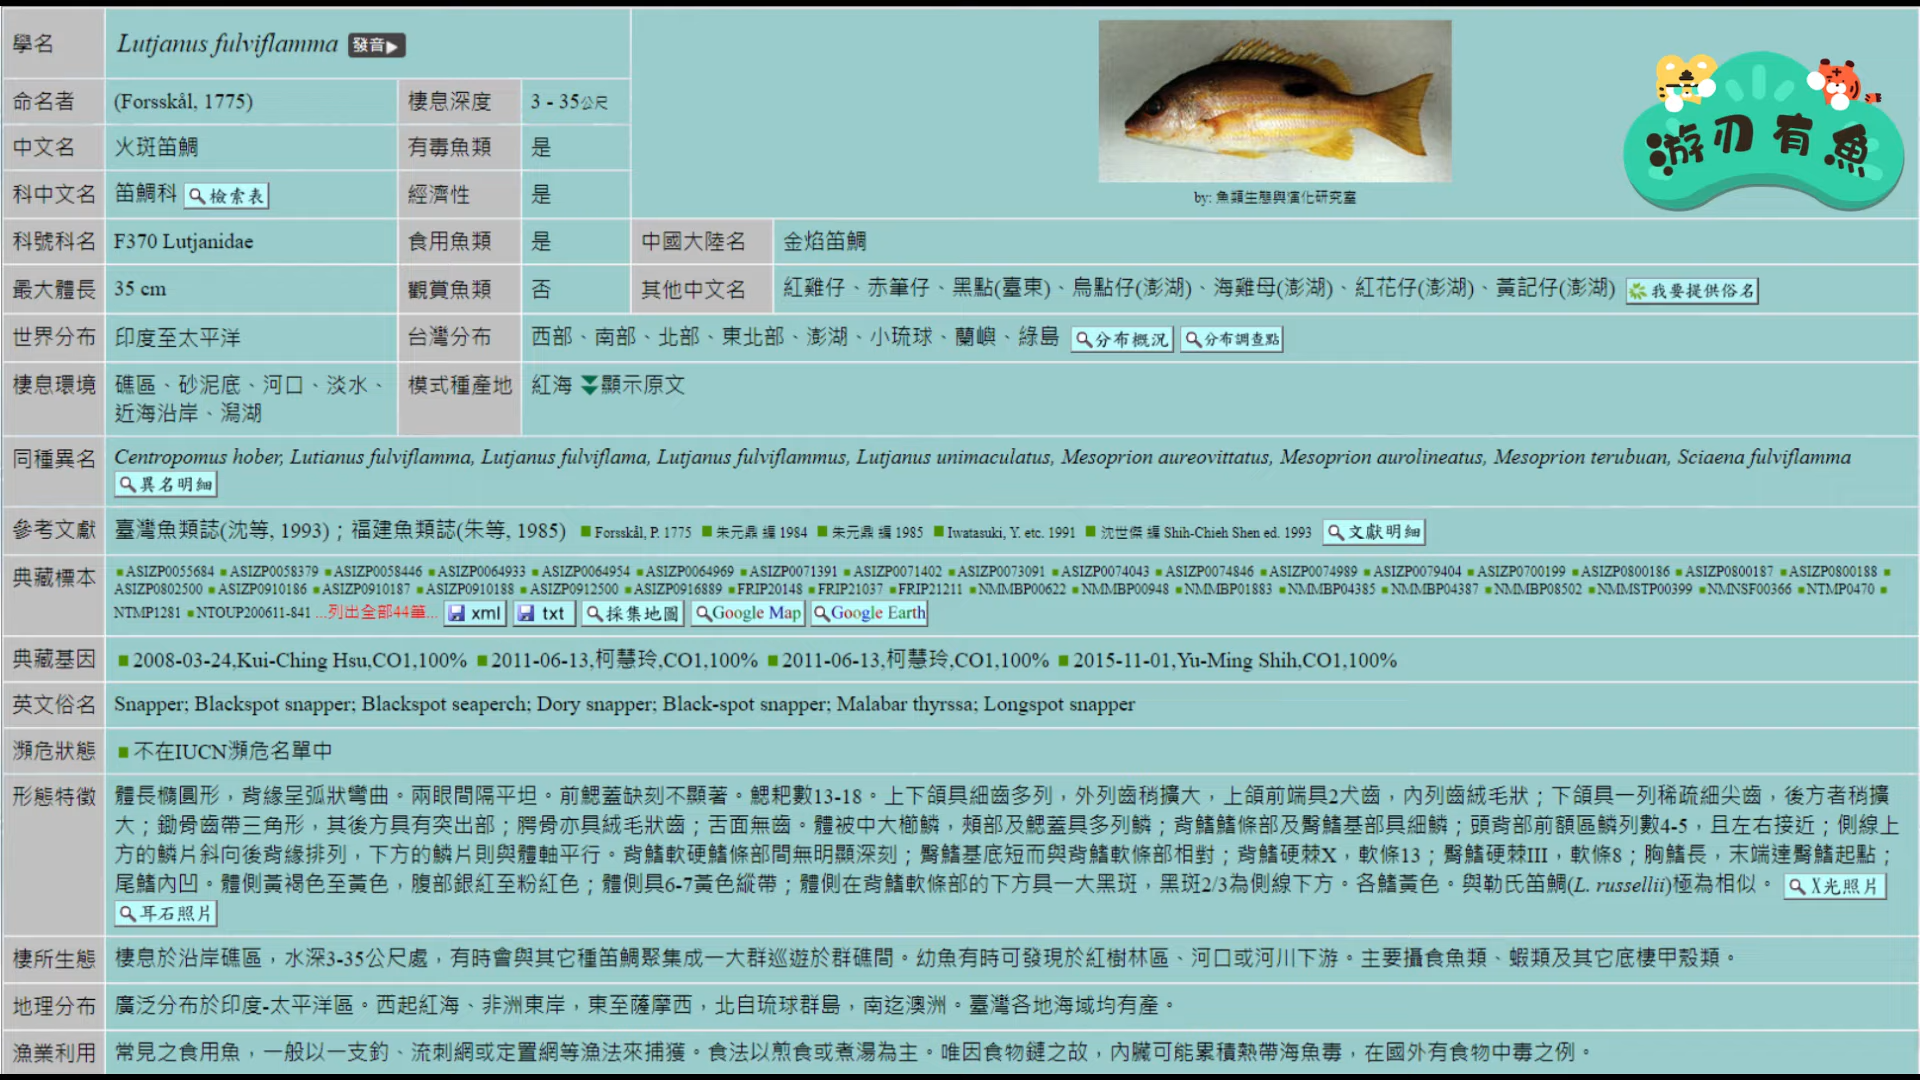 學名 Lutjanus fulviflamma 發音▶
命名者 (Forsskål, 1775) 棲息深度 3 - 35公尺
中文名 火斑笛鯛 有毒魚類 是
科中文名 笛鯛科 檢索表 經濟性 是
by: 魚類生態與演化研究室
游刃有魚
科號科名 F370 Lutjanidae 食用魚類 是 中國大陸名 金焰笛鯛
最大體長 35 cm 觀賞魚類 否 其他中文名 紅雞仔、赤筆仔、黑點(臺東)、烏點仔(澎湖)、海雞母(澎湖)、紅花仔(澎湖)、黃記仔(澎湖) 我要提供俗名
世界分布 印度至太平洋 台灣分布 西部、南部、北部、東北部、澎湖、小琉球、蘭嶼、綠島 分布概況 分布調查點
棲息環境 礁區、砂泥底、河口、淡水、
近海沿岸、潟湖
模式種產地 紅海 顯示原文
同種異名 Centropomus hober, Lutianus fulviflamma, Lutjanus fulviflama, Lutjanus fulviflammus, Lutjanus unimaculatus, Mesoprion aureovittatus, Mesoprion aurolineatus, Mesoprion terubuan, Sciaena fulviflamma
異名明細
參考文獻 臺灣魚類誌(沈等, 1993)；福建魚類誌(朱等, 1985) ■Forsskål, P. 1775 ■朱元鼎 編 1984 ■朱元鼎 編 1985 ■Iwatasuki, Y. etc. 1991 ■沈世傑 編 Shih-Chieh Shen ed. 1993 文獻明細
典藏標本 ■ASIZP0055684 ■ASIZP0058379 ■ASIZP0058446 ■ASIZP0064933 ■ASIZP0064954 ■ASIZP0064969 ■ASIZP0071391 ■ASIZP0071402 ■ASIZP0073091 ■ASIZP0074043 ■ASIZP0074846 ■ASIZP0074989 ■ASIZP0079404 ■ASIZP0700199 ■ASIZP0800186 ■ASIZP0800187 ■ASIZP0800188 ■
ASIZP0802500 ■ASIZP0910186 ■ASIZP0910187 ■ASIZP0910188 ■ASIZP0912500 ■ASIZP0916889 ■FRIP20148 ■FRIP21037 ■FRIP21211 ■NMMBP00622 ■NMMBP00948 ■NMMBP01883 ■NMMBP04385 ■NMMBP04387 ■NMMBP08502 ■NMMSTP00399 ■NMNSF00366 ■NTMP0470 ■
NTMP1281 ■NTOUP200611-841 ...列出全部44筆... xml txt 採集地圖 Google Map Google Earth
典藏基因 ■2008-03-24,Kui-Ching Hsu,CO1,100% ■2011-06-13,柯慧玲,CO1,100% ■2011-06-13,柯慧玲,CO1,100% ■2015-11-01,Yu-Ming Shih,CO1,100%
英文俗名 Snapper; Blackspot snapper; Blackspot seaperch; Dory snapper; Black-spot snapper; Malabar thyrssa; Longspot snapper
瀕危狀態 ■不在IUCN瀕危名單中
形態特徵 體長橢圓形，背緣呈弧狀彎曲。兩眼間隔平坦。前鰓蓋缺刻不顯著。鰓耙數13-18。上下頷具細齒多列，外列齒稍擴大，上頷前端具2犬齒，內列齒絨毛狀；下頷具一列稀疏細尖齒，後方者稍擴
大；鋤骨齒帶三角形，其後方具有突出部；腭骨亦具絨毛狀齒；舌面無齒。體被中大櫛鱗，頰部及鰓蓋具多列鱗；背鰭鰭條部及臀鰭基部具細鱗；頭背部前額區鱗列數4-5，且左右接近；側線上
方的鱗片斜向後背緣排列，下方的鱗片則與體軸平行。背鰭軟硬鰭條部間無明顯深刻；臀鰭基底短而與背鰭軟條部相對；背鰭硬棘X，軟條13；臀鰭硬棘III，軟條8；胸鰭長，末端達臀鰭起點；
尾鰭內凹。體側黃褐色至黃色，腹部銀紅至粉紅色；體側具6-7黃色縱帶；體側在背鰭軟條部的下方具一大黑斑，黑斑2/3為側線下方。各鰭黃色。與勒氏笛鯛(L. russellii)極為相似。 X光照片
耳石照片
棲所生態 棲息於沿岸礁區，水深3-35公尺處，有時會與其它種笛鯛聚集成一大群巡遊於群礁間。幼魚有時可發現於紅樹林區、河口或河川下游。主要攝食魚類、蝦類及其它底棲甲殼類。
地理分布 廣泛分布於印度-太平洋區。西起紅海、非洲東岸，東至薩摩西，北自琉球群島，南迄澳洲。臺灣各地海域均有產。
漁業利用 常見之食用魚，一般以一支釣、流刺網或定置網等漁法來捕獲。食法以煎食或煮湯為主。唯因食物鏈之故，內臟可能累積熱帶海魚毒，在國外有食物中毒之例。